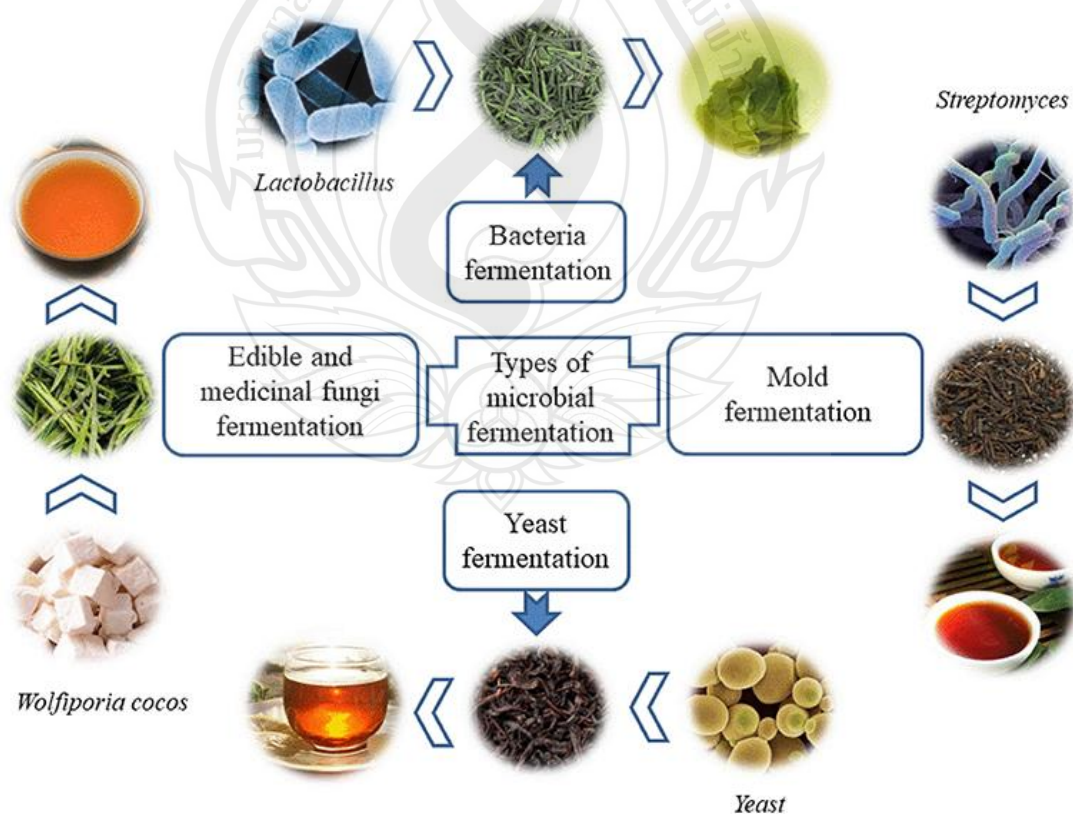 Streptomyces
Lactobacillus
Bacteria
fermentation
Edible and
medicinal fungi
fermentation
Types of
microbial
fermentation
Mold
fermentation
Yeast
fermentation
Wolfiporia cocos
Yeast